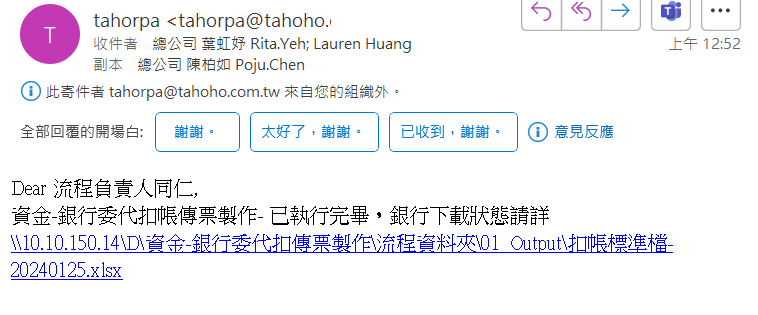 T
tahorpa <tahorpa@tahoho.
收件者 總公司 葉虹妤 Rita.Yeh; Lauren Huang
上午 12:52
副本 總公司 陳柏如 Poju.Chen
此寄件者 tahorpa@tahoho.com.tw 來自您的組織外。
全部回覆的開場白: 謝謝。 太好了，謝謝。 已收到，謝謝。 意見反應
Dear 流程負責人同仁,
資金-銀行委代扣帳傳票製作- 已執行完畢，銀行下載狀態請詳
\\10.10.150.14\D\資金-銀行委代扣傳票製作\流程資料夾\01_Output\扣帳標準檔-
20240125.xlsx